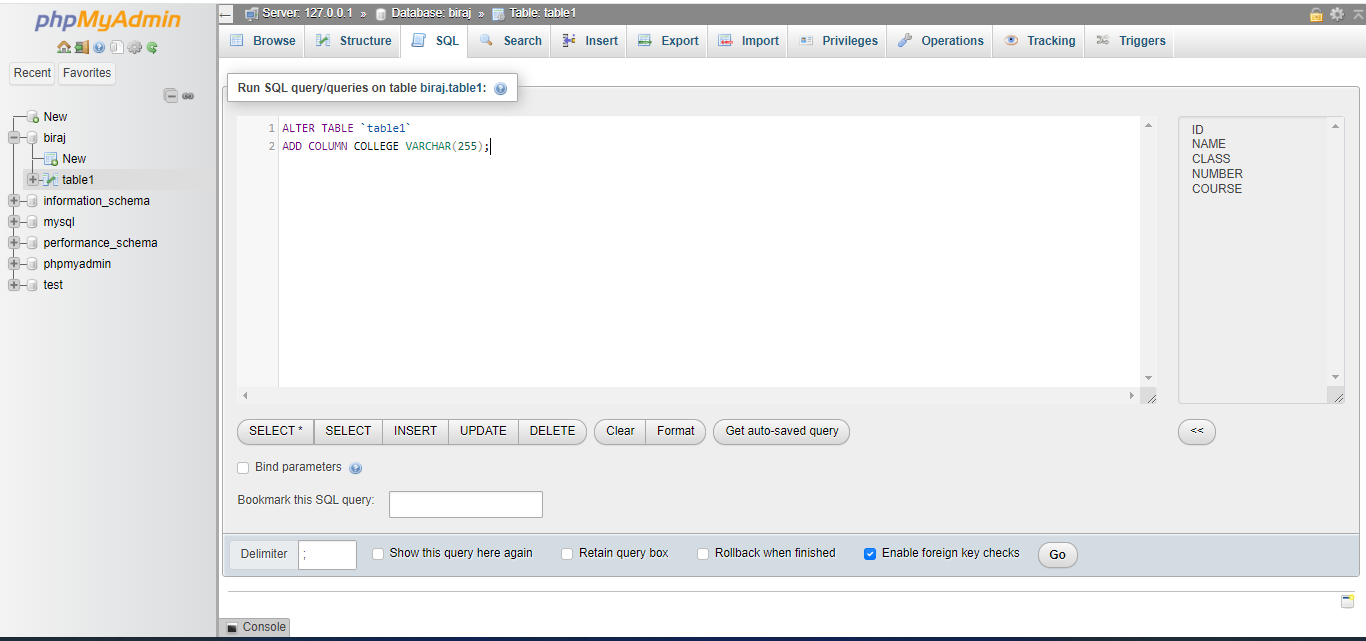 phpMyAdmin
Recent Favorites
New
biraj
New
table1
information_schema
mysql
performance_schema
phpmyadmin
test
Server: 127.0.0.1 » Database: biraj » Table: table1
Browse Structure SQL Search Insert Export Import Privileges Operations Tracking Triggers
Run SQL query/queries on table biraj.table1:
1 ALTER TABLE `table1`
2 ADD COLUMN COLLEGE VARCHAR(255);
ID
NAME
CLASS
NUMBER
COURSE
SELECT * SELECT INSERT UPDATE DELETE Clear Format Get auto-saved query <<
Bind parameters
Bookmark this SQL query:
Delimiter ; Show this query here again Retain query box Rollback when finished Enable foreign key checks Go
Console